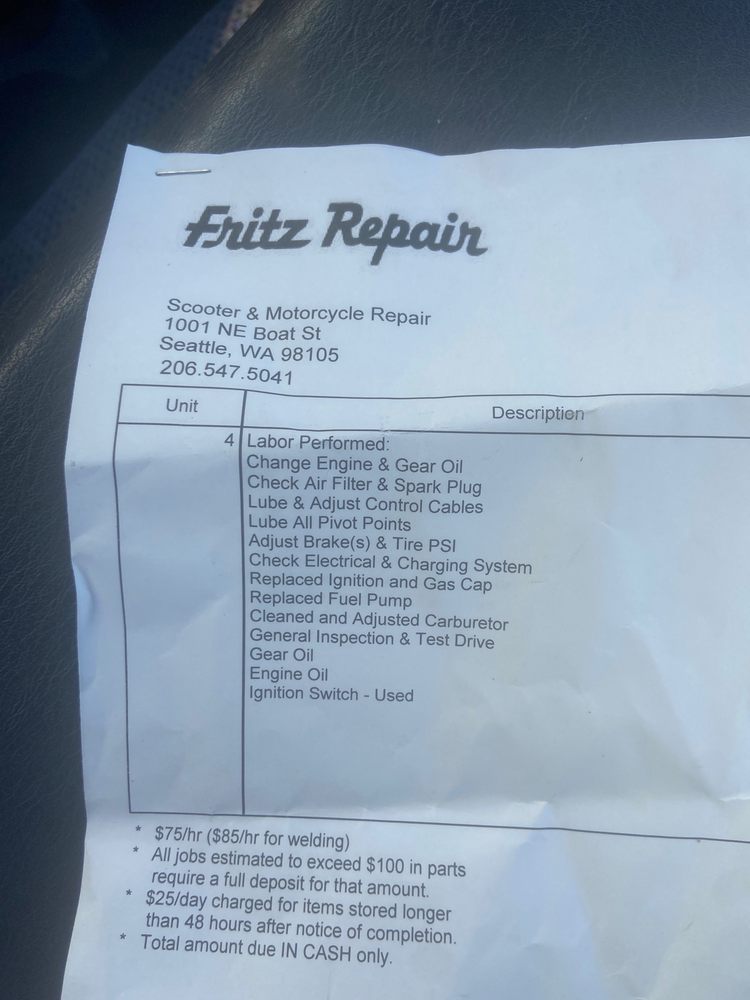 Fritz Repair
Scooter & Motorcycle Repair
1001 NE Boat St
Seattle, WA 98105
206.547.5041
Unit Description
4 Labor Performed:
Change Engine & Gear Oil
Check Air Filter & Spark Plug
Lube & Adjust Control Cables
Lube All Pivot Points
Adjust Brake(s) & Tire PSI
Check Electrical & Charging System
Replaced Ignition and Gas Cap
Replaced Fuel Pump
Cleaned and Adjusted Carburetor
General Inspection & Test Drive
Gear Oil
Engine Oil
Ignition Switch - Used
* $75/hr ($85/hr for welding)
* All jobs estimated to exceed $100 in parts
require a full deposit for that amount.
* $25/day charged for items stored longer
than 48 hours after notice of completion.
* Total amount due IN CASH only.